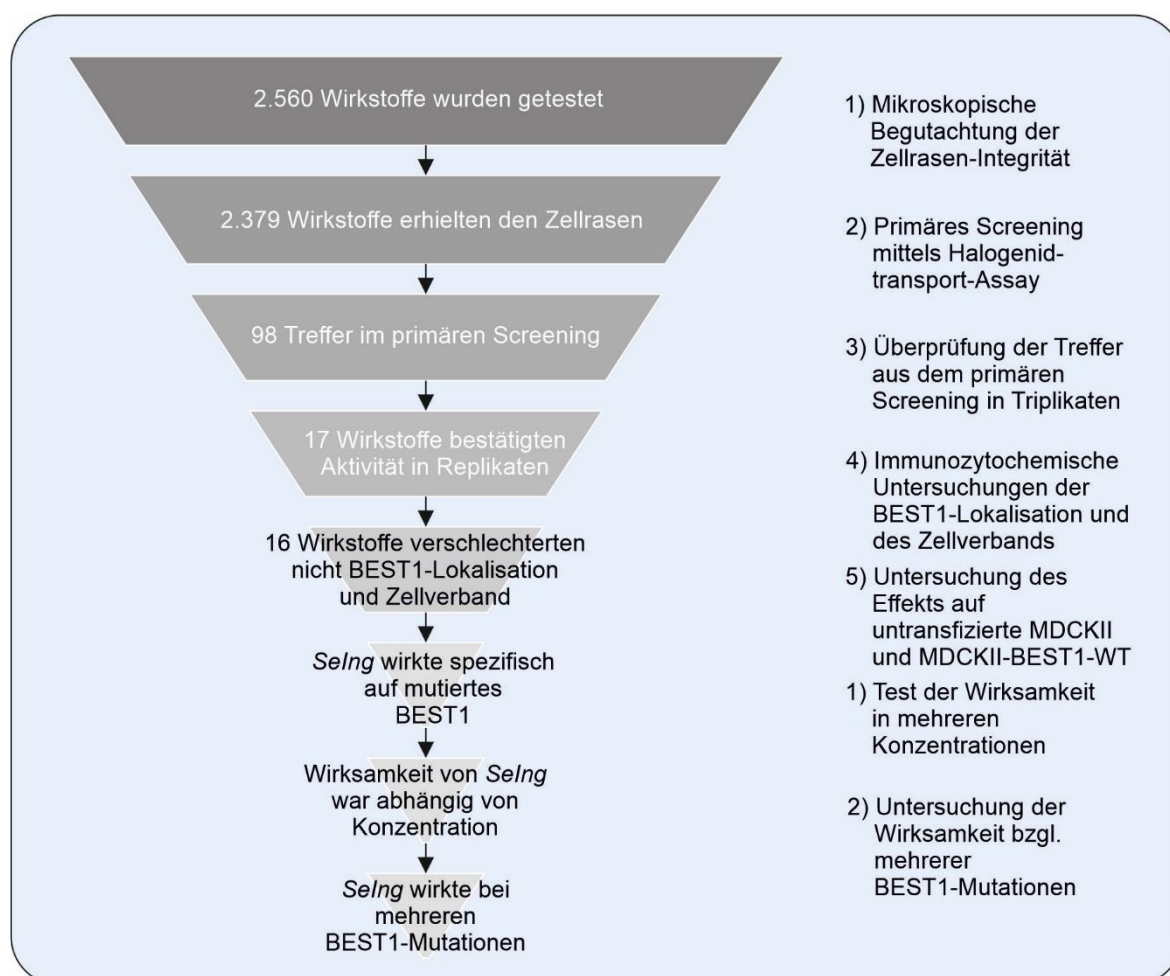 2.560 Wirkstoffe wurden getestet
2.379 Wirkstoffe erhielten den Zellrasen
98 Treffer im primären Screening
17 Wirkstoffe bestätigten
Aktivität in Replikaten
16 Wirkstoffe verschlechterten
nicht BEST1-Lokalisation
und Zellverband
SeIng wirkte spezifisch
auf mutiertes
BEST1
Wirksamkeit von SeIng
war abhängig von
Konzentration
SeIng wirkte bei
mehreren
BEST1-Mutationen
1) Mikroskopische
Begutachtung der
Zellrasen-Integrität
2) Primäres Screening
mittels Halogenid-
transport-Assay
3) Überprüfung der Treffer
aus dem primären
Screening in Triplikaten
4) Immunozytochemische
Untersuchungen der
BEST1-Lokalisation und
des Zellverbands
5) Untersuchung des
Effekts auf
untransfizierte MDCKII
und MDCKII-BEST1-WT
1) Test der Wirksamkeit
in mehreren
Konzentrationen
2) Untersuchung der
Wirksamkeit bzgl.
mehrerer
BEST1-Mutationen